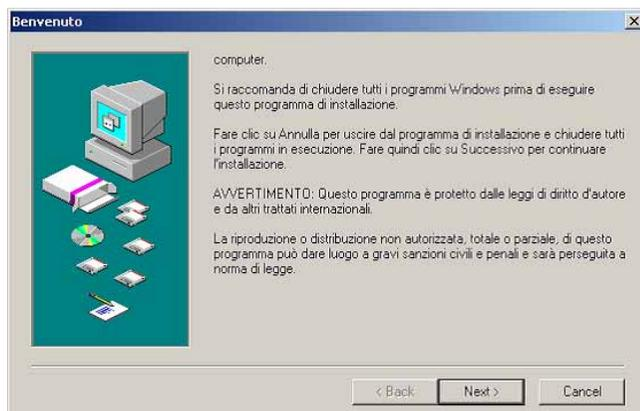 Benvenuto
computer.
Si raccomanda di chiudere tutti i programmi Windows prima di eseguire
questo programma di installazione.
Fare clic su Annulla per uscire dal programma di installazione e chiudere tutti
i programmi in esecuzione. Fare quindi clic su Successivo per continuare
l'installazione.
AVVERTIMENTO: Questo programma è protetto dalle leggi di diritto d'autore
e da altri trattati internazionali.
La riproduzione o distribuzione non autorizzata, totale o parziale, di questo
programma può dare luogo a gravi sanzioni civili e penali e sarà perseguita a
norma di legge.
< Back Next > Cancel